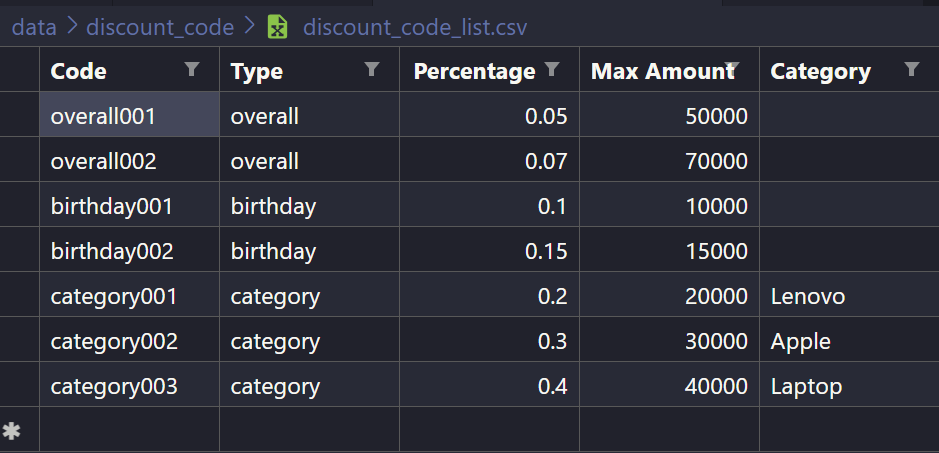 data > discount_code > discount_code_list.csv
Code Type Percentage Max Amount Category
overall001 overall 0.05 50000
overall002 overall 0.07 70000
birthday001 birthday 0.1 10000
birthday002 birthday 0.15 15000
category001 category 0.2 20000 Lenovo
category002 category 0.3 30000 Apple
category003 category 0.4 40000 Laptop